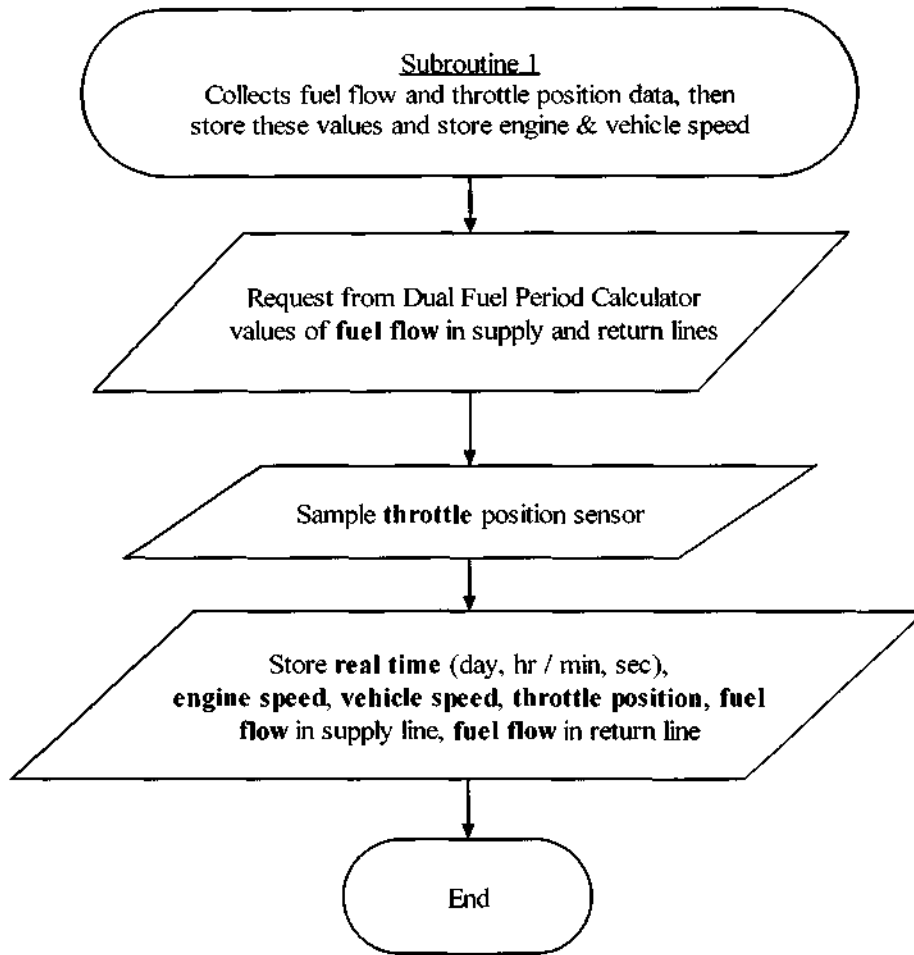 Subroutine 1
Collects fuel flow and throttle position data, then
store these values and store engine & vehicle speed
Request from Dual Fuel Period Calculator
values of fuel flow in supply and return lines
Sample throttle position sensor
Store real time (day, hr / min, sec),
engine speed, vehicle speed, throttle position, fuel
flow in supply line, fuel flow in return line
End